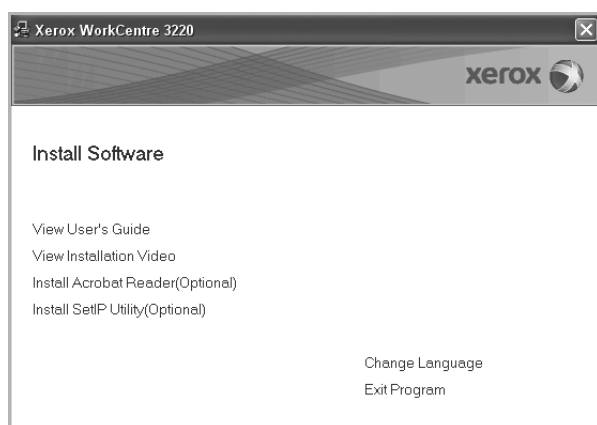 Xerox WorkCentre 3220
xerox
Install Software
View User's Guide
View Installation Video
Install Acrobat Reader(Optional)
Install SetIP Utility(Optional)
Change Language
Exit Program